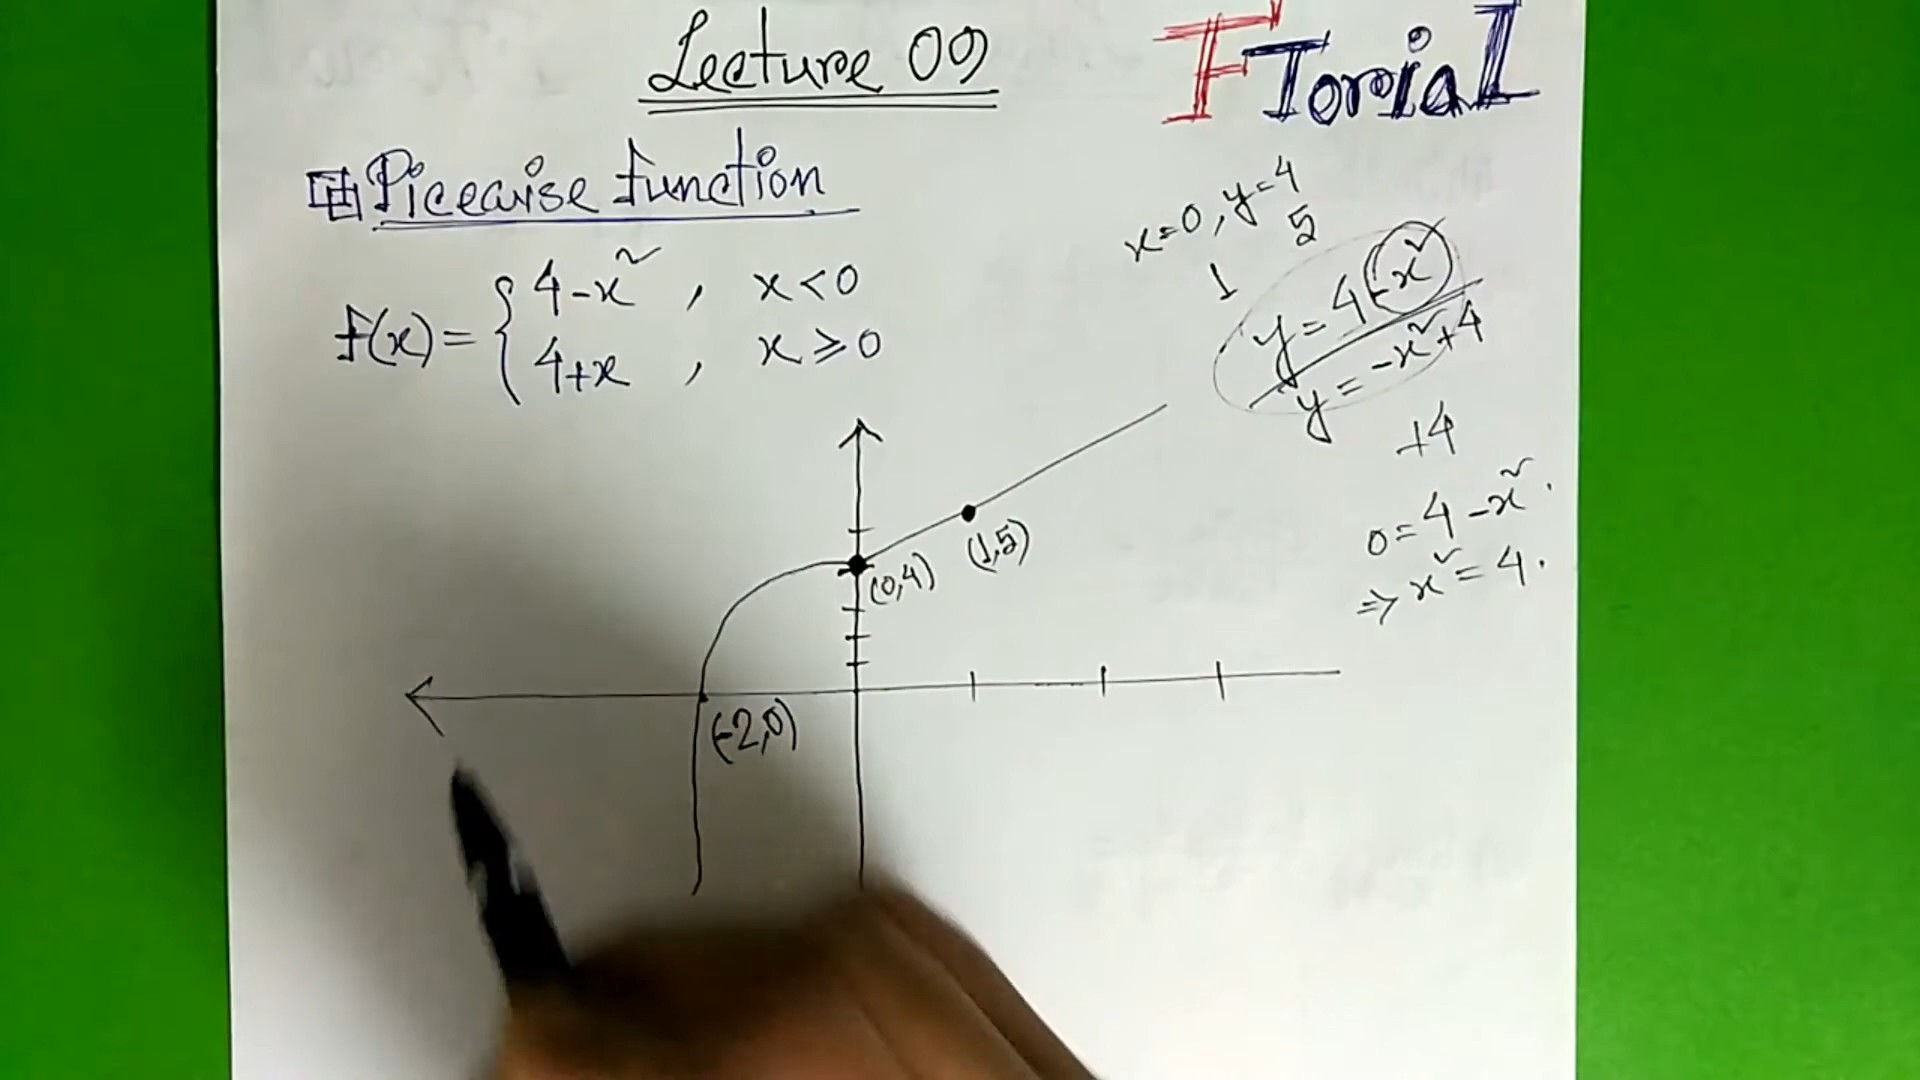 Lecture 09
FTorial
Picewise function
f(x) = { 4-x² , x<0
4+x , x ≥ 0
x=0, y=4
1 5
y = 4-x²
y = -x²+4
+4
0 = 4-x².
⇒ x² = 4.
(0,4)
(1,5)
(-2,0)